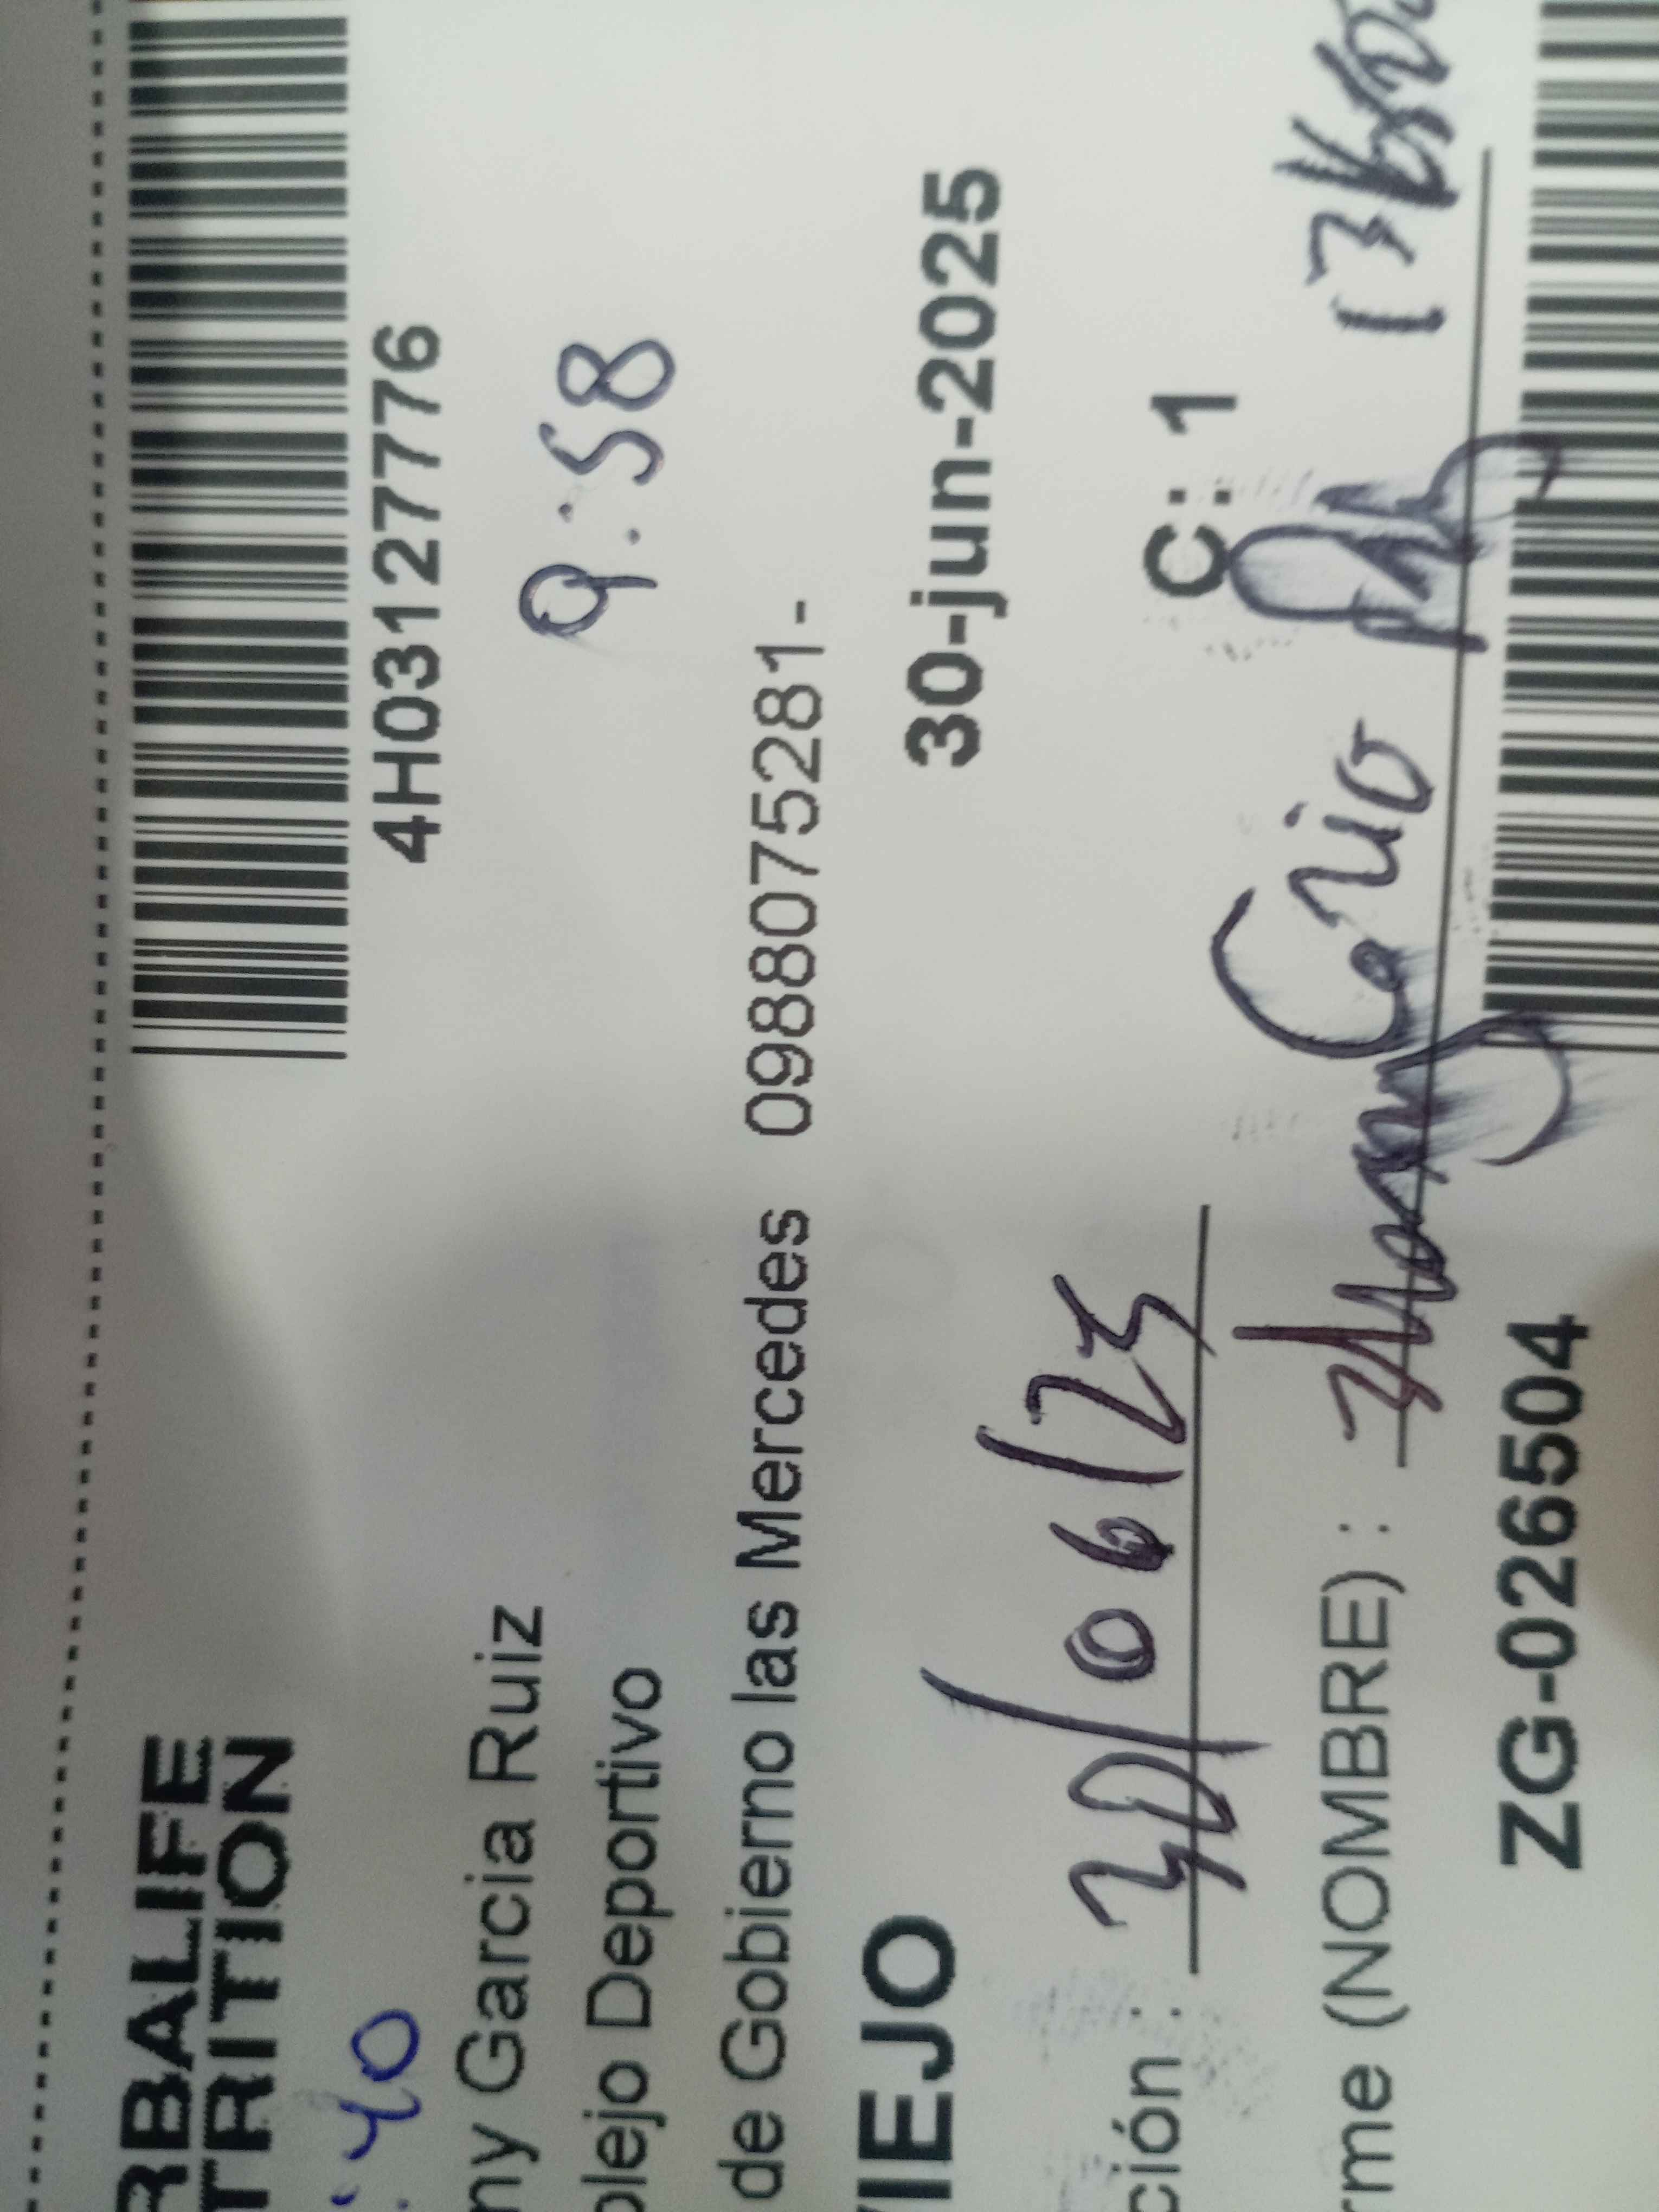 RBALIFE
TRITION
4H03127776
:40
9:58
ny Garcia Ruiz
plejo Deportivo
de Gobierno las Mercedes 0988075281-
VIEJO 30-jun-2025
ción : 30/06/25
C: 1
rme (NOMBRE) :
ZG-026504